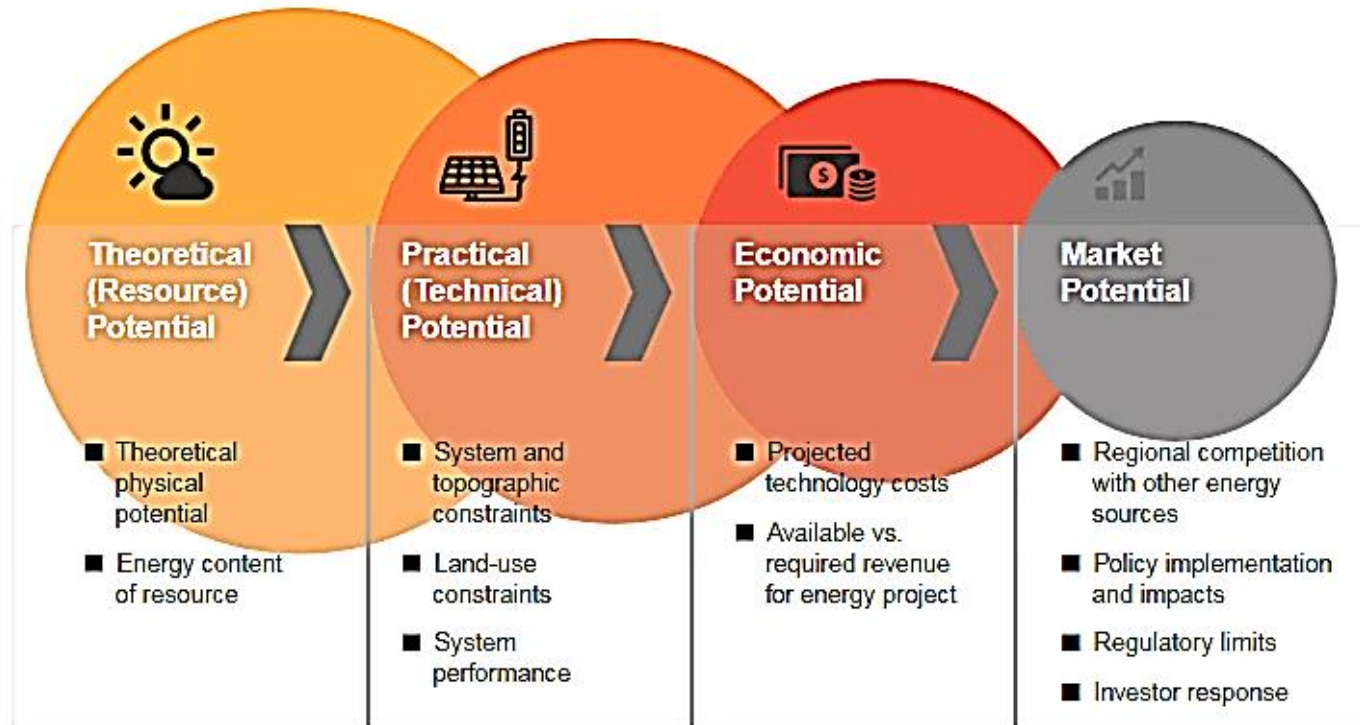 Theoretical
(Resource)
Potential
■ Theoretical
physical
potential
■ Energy content
of resource
Practical
(Technical)
Potential
■ System and
topographic
constraints
■ Land-use
constraints
■ System
performance
$
Economic
Potential
■ Projected
technology costs
■ Available vs.
required revenue
for energy project
Market
Potential
■ Regional competition
with other energy
sources
■ Policy implementation
and impacts
■ Regulatory limits
■ Investor response